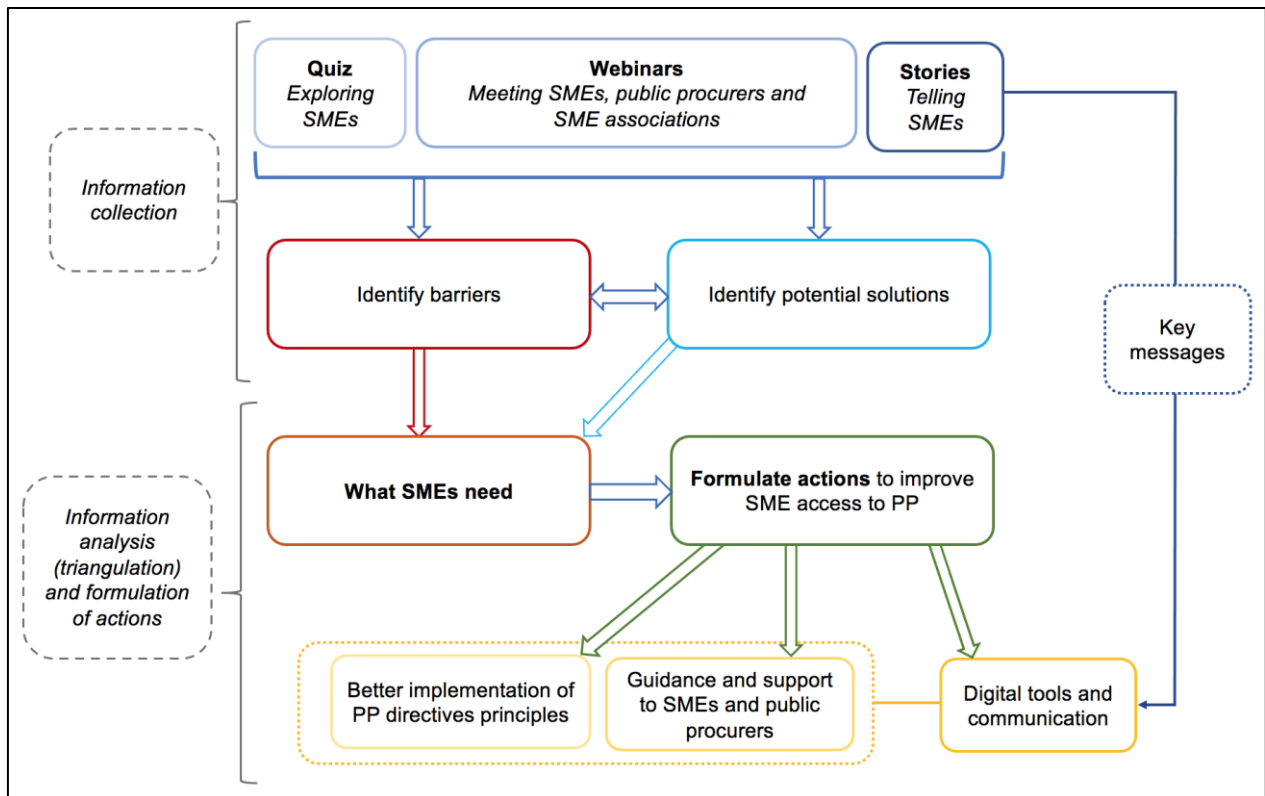 Quiz
Exploring
SMEs
Webinars
Meeting SMEs, public procurers and
SME associations
Stories
Telling
SMEs
Information
collection
Identify barriers
Identify potential solutions
Key
messages
What SMEs need
Formulate actions to improve
SME access to PP
Information
analysis
(triangulation)
and formulation
of actions
Better implementation of
PP directives principles
Guidance and support
to SMEs and public
procurers
Digital tools and
communication